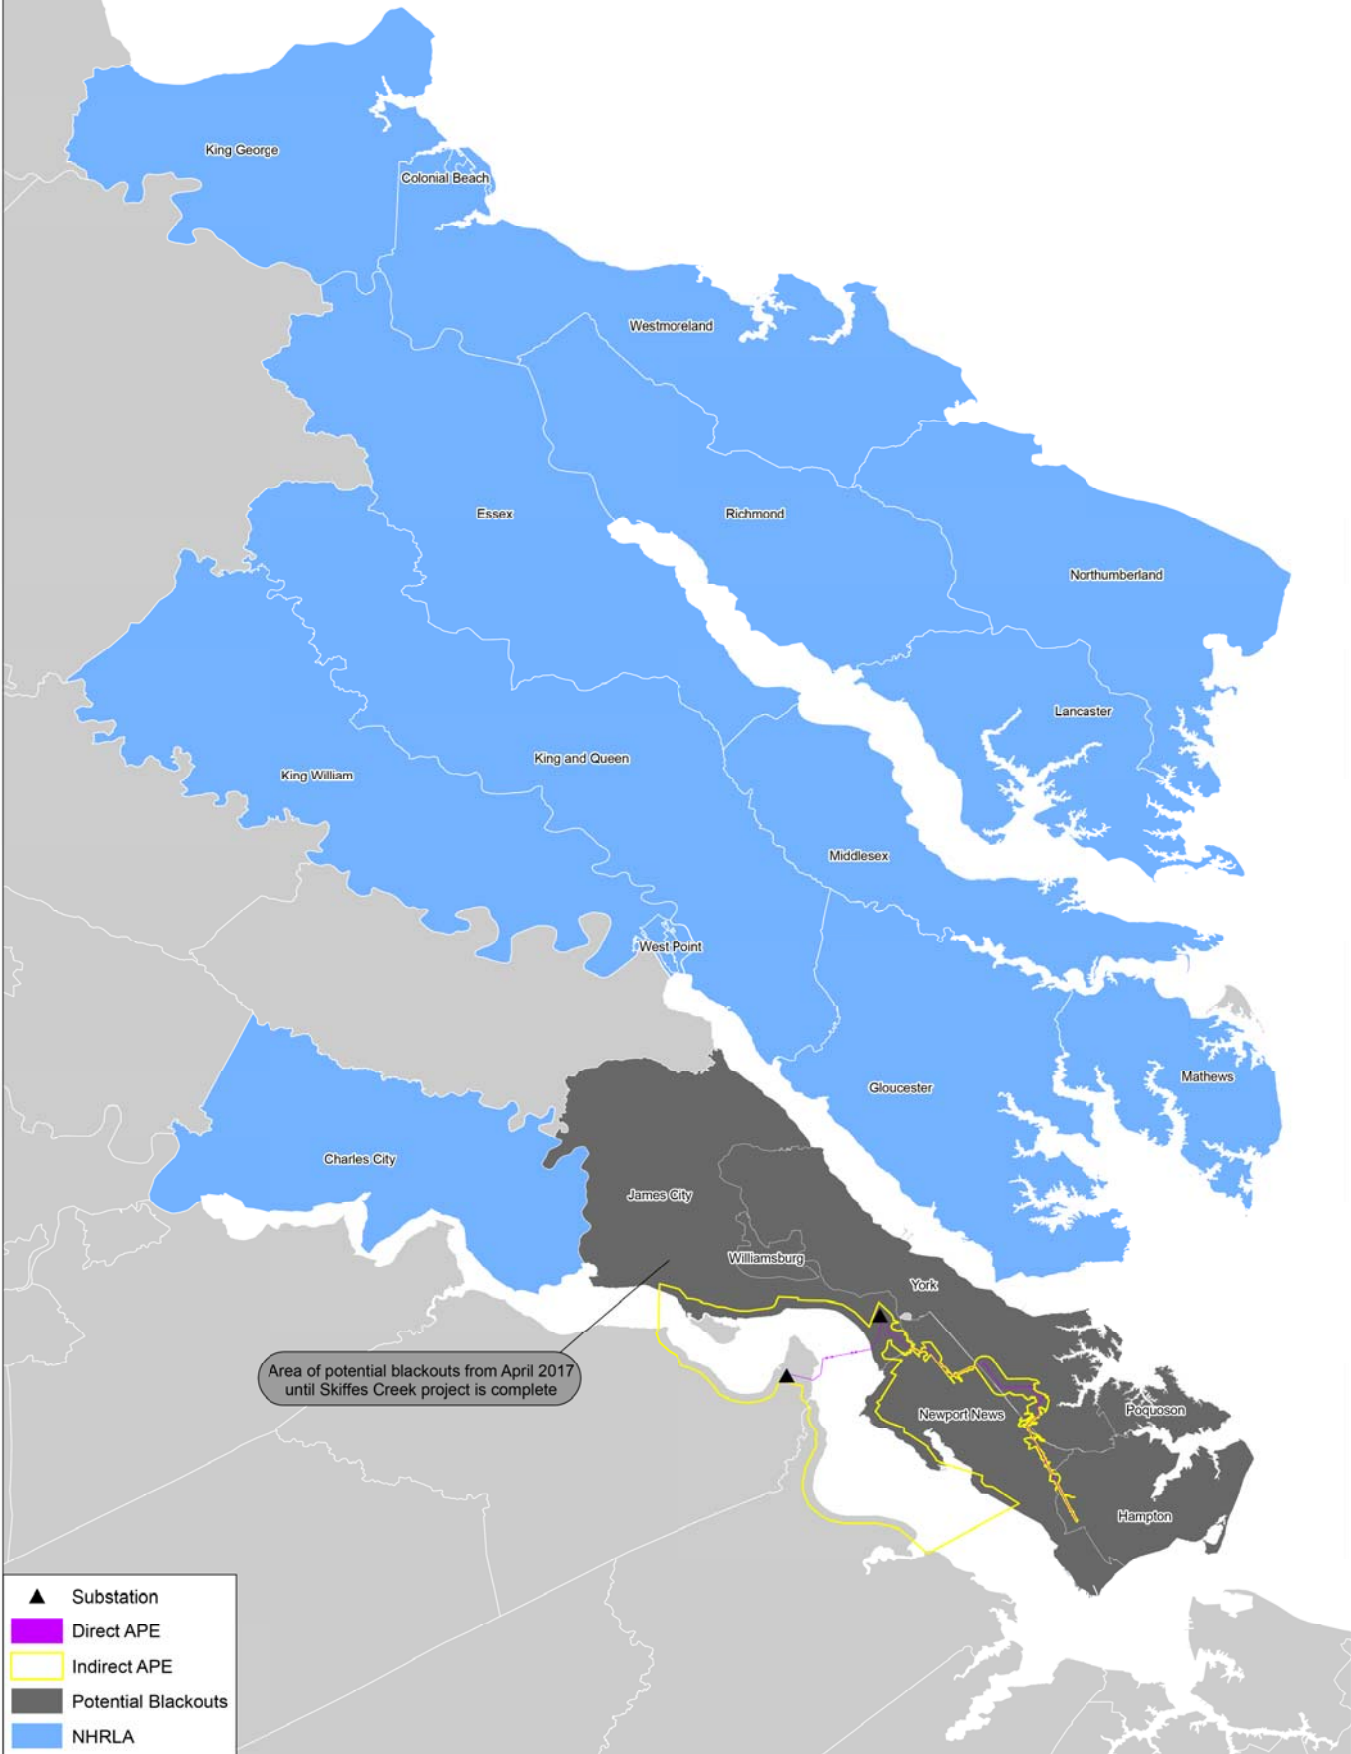 King George
Colonial Beach
Westmoreland
Essex
Richmond
Northumberland
Lancaster
King and Queen
King William
Middlesex
West Point
Mathews
Gloucester
Charles City
James City
Williamsburg
York
Area of potential blackouts from April 2017
until Skiffes Creek project is complete
Newport News
Poquoson
Hampton
Substation
Direct APE
Indirect APE
Potential Blackouts
NHRLA